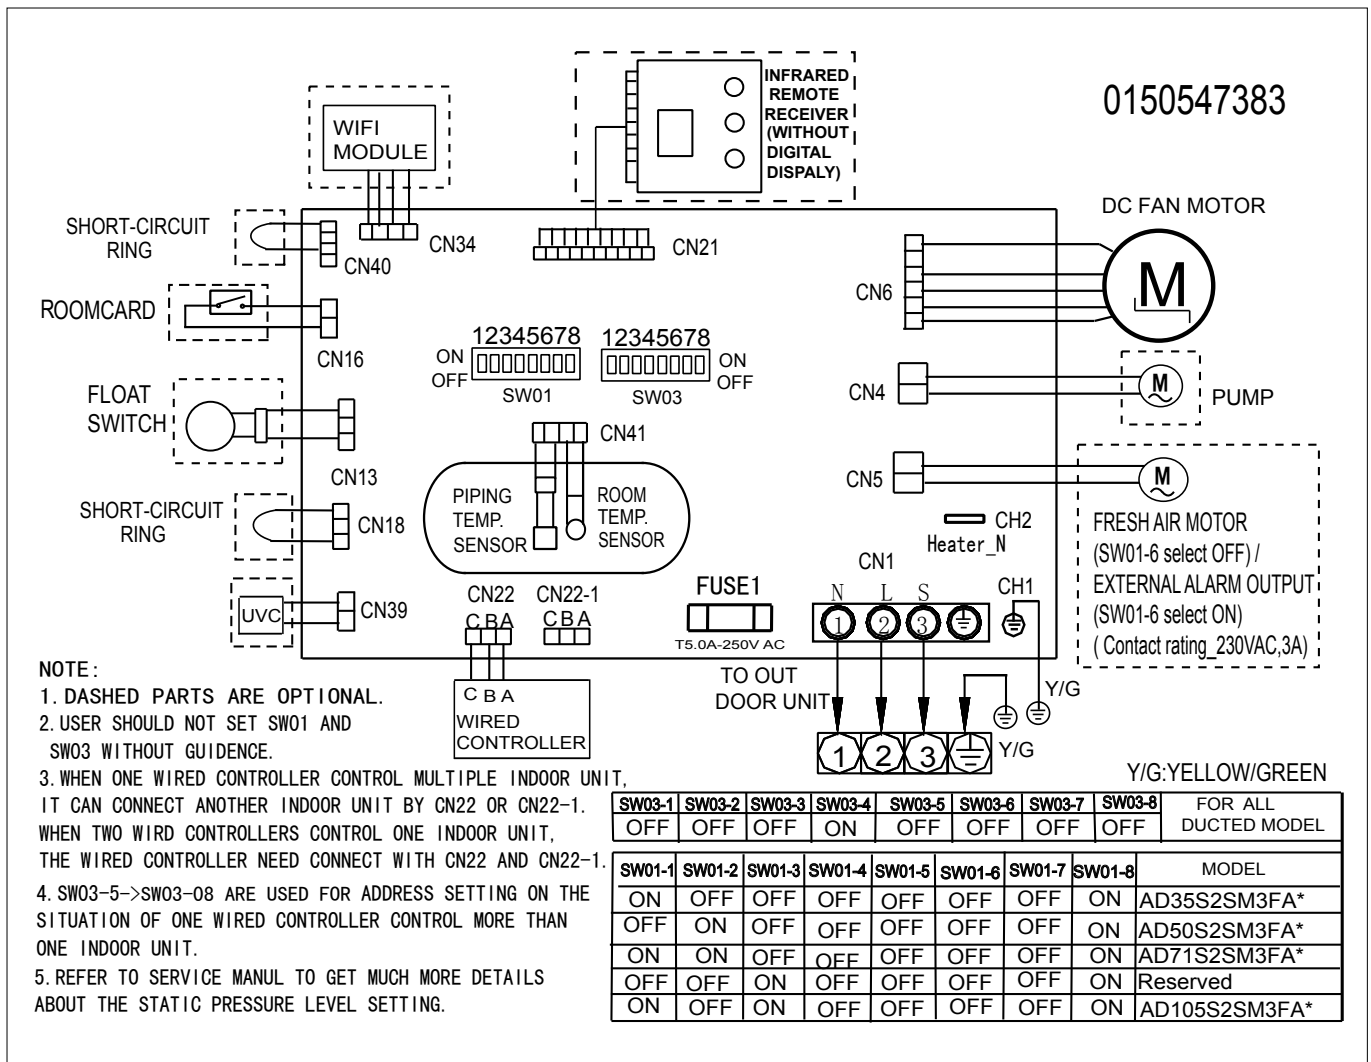 0150547383
INFRARED
REMOTE
RECEIVER
(WITHOUT
DIGITAL
DISPALY)
WIFI
MODULE
CN34
CN21
SHORT-CIRCUIT
RING
CN40
ROOMCARD
CN16
FLOAT
SWITCH
CN13
SHORT-CIRCUIT
RING
CN18
UVC
CN39
12345678
ON
OFF
SW01
12345678
ON
OFF
SW03
CN41
PIPING
TEMP.
SENSOR
ROOM
TEMP.
SENSOR
CN22
C B A
CN22-1
C B A
C B A
WIRED
CONTROLLER
FUSE1
T5.0A-250V AC
DC FAN MOTOR
M
CN6
CN4
M
PUMP
CN5
M
CH2
Heater_N
CN1
N L S
1 2 3
CH1
FRESH AIR MOTOR
(SW01-6 select OFF) /
EXTERNAL ALARM OUTPUT
(SW01-6 select ON)
( Contact rating_230VAC,3A)
TO OUT
DOOR UNIT
Y/G
1 2 3
Y/G
Y/G:YELLOW/GREEN
NOTE:
1. DASHED PARTS ARE OPTIONAL.
2. USER SHOULD NOT SET SW01 AND
SW03 WITHOUT GUIDENCE.
3. WHEN ONE WIRED CONTROLLER CONTROL MULTIPLE INDOOR UNIT,
IT CAN CONNECT ANOTHER INDOOR UNIT BY CN22 OR CN22-1.
WHEN TWO WIRD CONTROLLERS CONTROL ONE INDOOR UNIT,
THE WIRED CONTROLLER NEED CONNECT WITH CN22 AND CN22-1.
4. SW03-5->SW03-08 ARE USED FOR ADDRESS SETTING ON THE
SITUATION OF ONE WIRED CONTROLLER CONTROL MORE THAN
ONE INDOOR UNIT.
5. REFER TO SERVICE MANUL TO GET MUCH MORE DETAILS
ABOUT THE STATIC PRESSURE LEVEL SETTING.
SW03-1 SW03-2 SW03-3 SW03-4 SW03-5 SW03-6 SW03-7 SW03-8 FOR ALL
OFF OFF OFF ON OFF OFF OFF OFF DUCTED MODEL
SW01-1 SW01-2 SW01-3 SW01-4 SW01-5 SW01-6 SW01-7 SW01-8 MODEL
ON OFF OFF OFF OFF OFF OFF ON AD35S2SM3FA*
OFF ON OFF OFF OFF OFF OFF ON AD50S2SM3FA*
ON ON OFF OFF OFF OFF OFF ON AD71S2SM3FA*
OFF OFF ON OFF OFF OFF OFF ON Reserved
ON OFF ON OFF OFF OFF OFF ON AD105S2SM3FA*